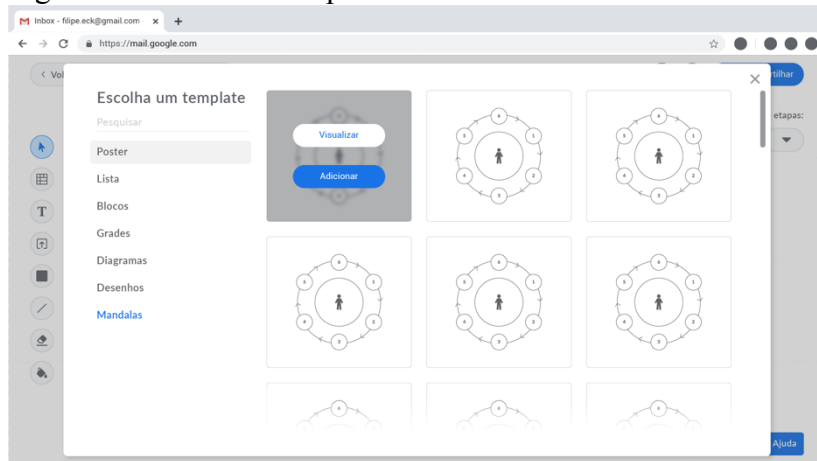 Inbox - filipe.eck@gmail.com
https://mail.google.com
Vol
rtilhar
Escolha um template
etapas:
Pesquisar
Visualizar
Poster
Adicionar
Lista
Blocos
Grades
Diagramas
Desenhos
Mandalas
T
Ajuda